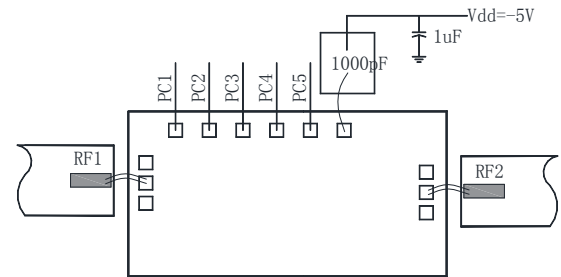 Vdd=-5V
1uF
1000pF
PC1 PC2 PC3 PC4 PC5
RF1
RF2